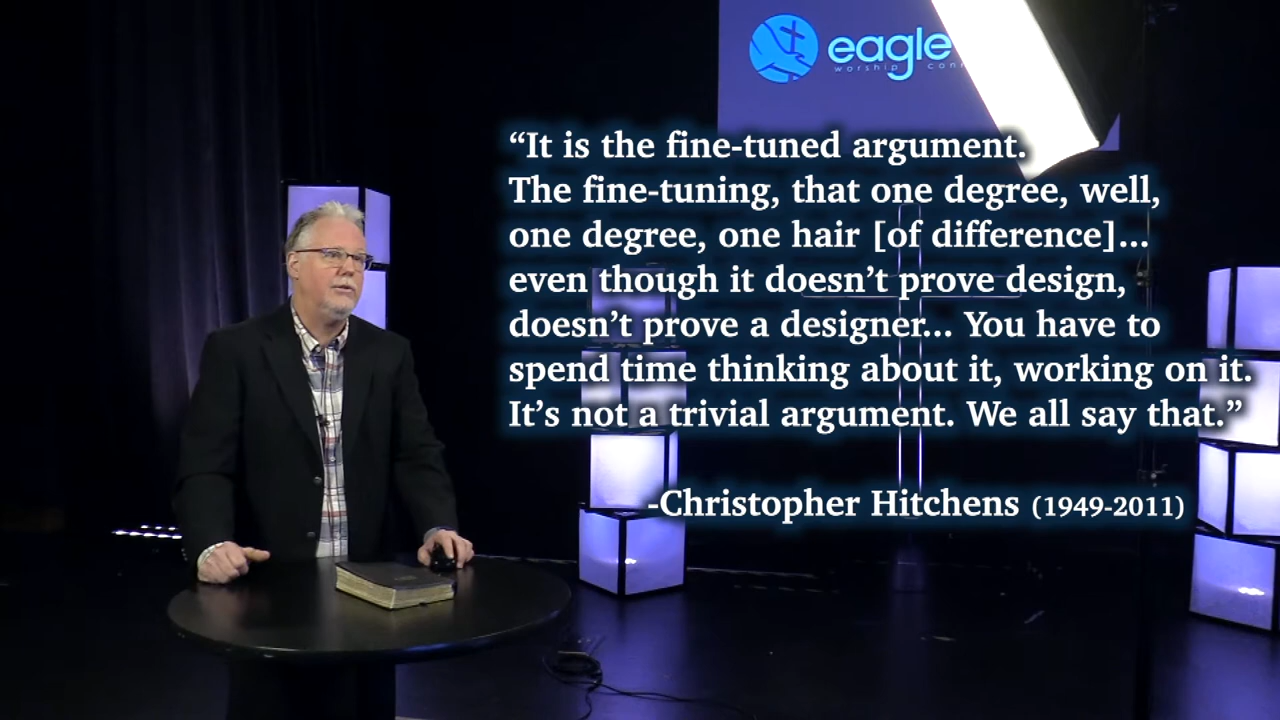 eagle
worship
“It is the fine-tuned argument.
The fine-tuning, that one degree, well,
one degree, one hair [of difference]...
even though it doesn’t prove design,
doesn’t prove a designer... You have to
spend time thinking about it, working on it.
It’s not a trivial argument. We all say that.”
-Christopher Hitchens (1949-2011)